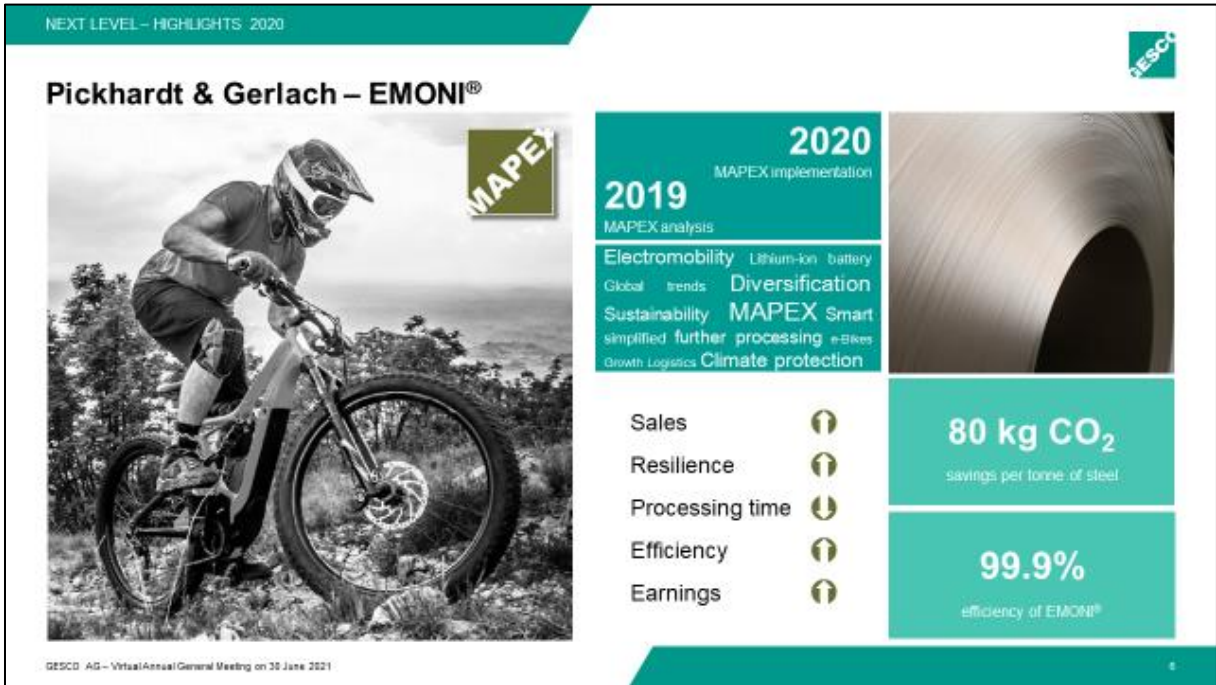 NEXT LEVEL – HIGHLIGHTS 2020
GESCO
Pickhardt & Gerlach – EMONI®
MAPEX
2020
MAPEX implementation
2019
MAPEX analysis
Electromobility Lithium-ion battery
Global trends Diversification
Sustainability MAPEX Smart
simplified further processing e-Bikes
Growth Logistics Climate protection
Sales
Resilience
Processing time
Efficiency
Earnings
80 kg CO₂
savings per tonne of steel
99.9%
efficiency of EMONI®
GESCO AG – Virtual Annual General Meeting on 30 June 2021
6